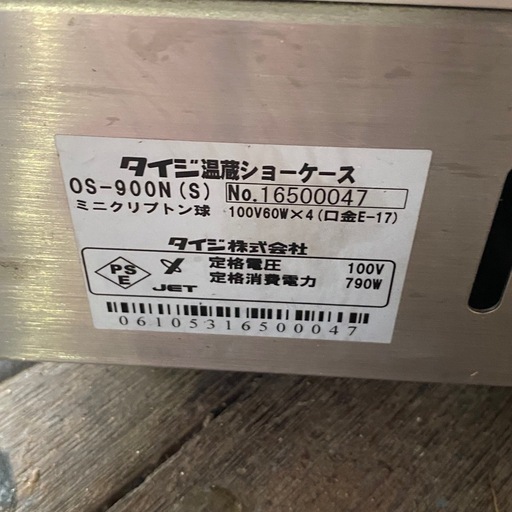 タイジ温蔵ショーケース
OS-900N(S) No.16500047
ミニクリプトン球 100V60W×4(口金E-17)
タイジ株式会社
PS
E
JET
定格電圧 100V
定格消費電力 790W
06105316500047